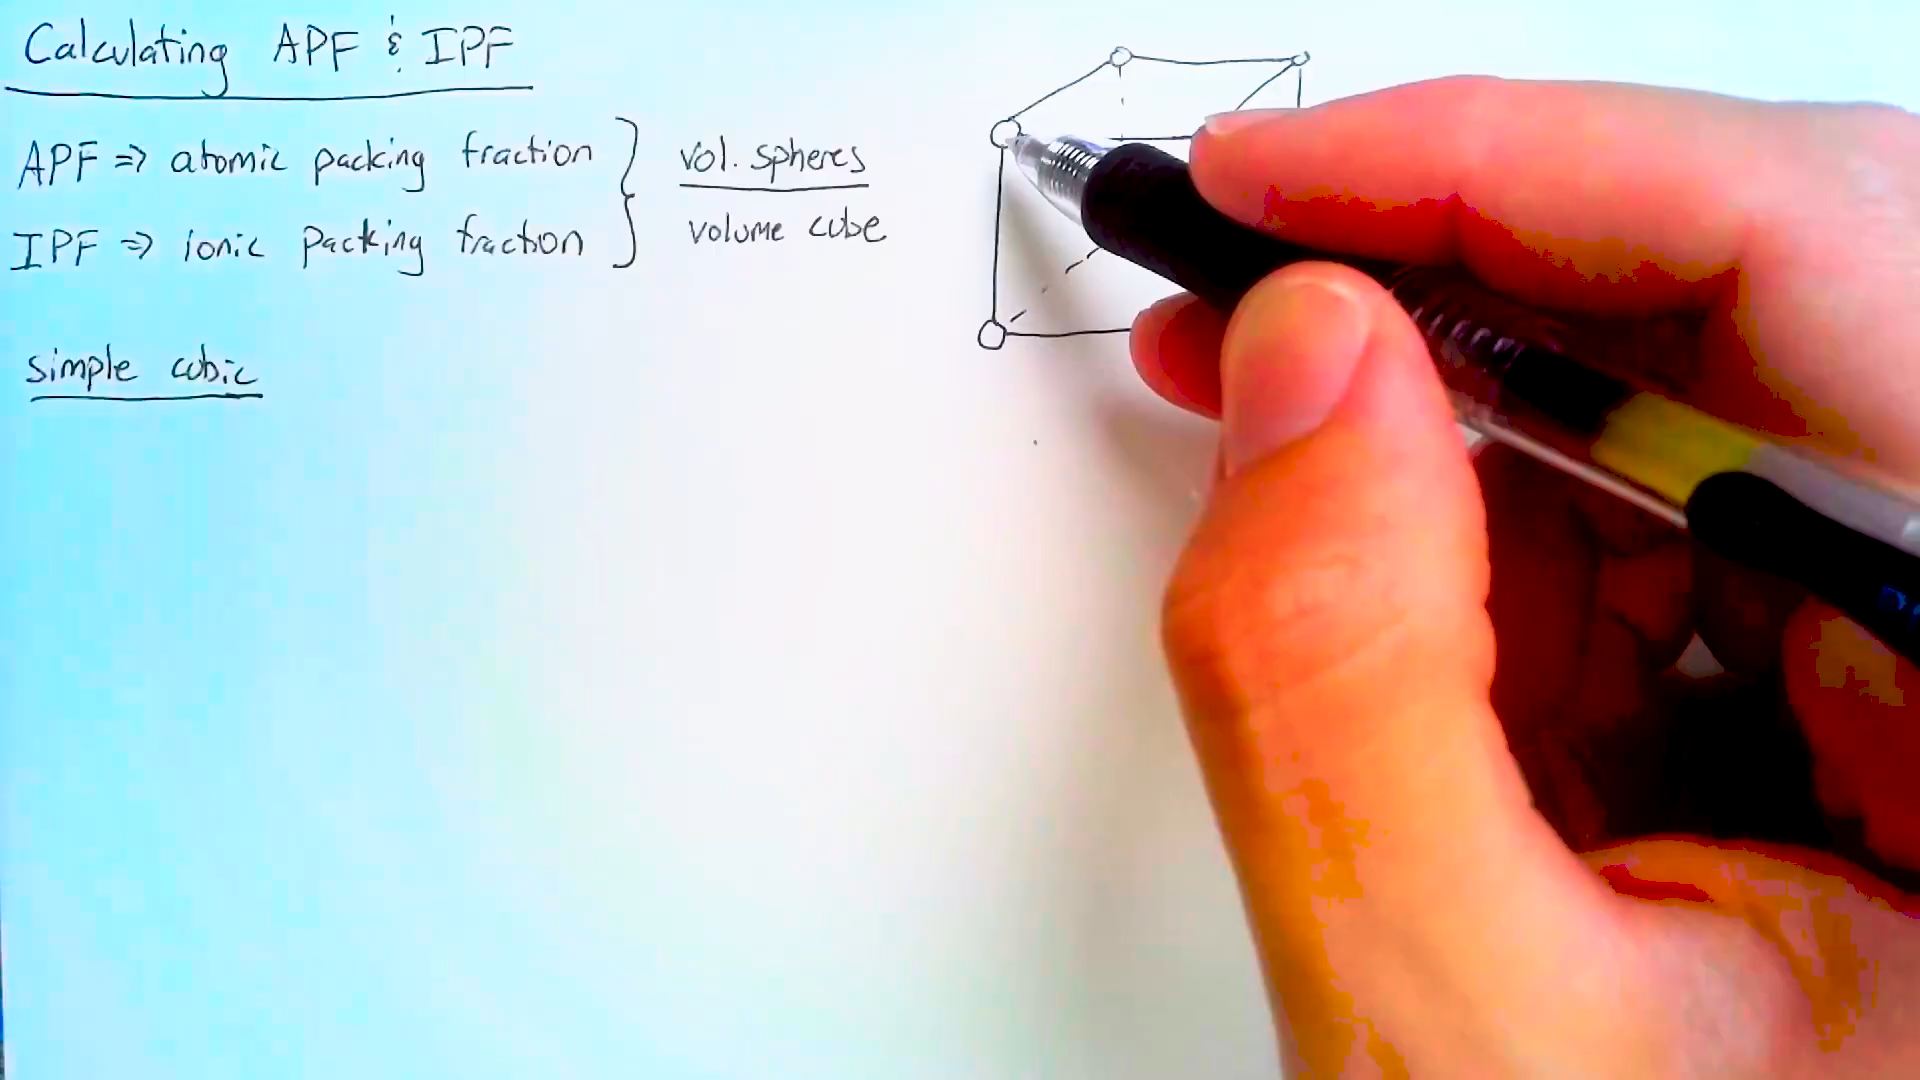 Calculating APF & IPF
APF => atomic packing fraction } vol. spheres
IPF => ionic packing fraction } volume cube
simple cubic